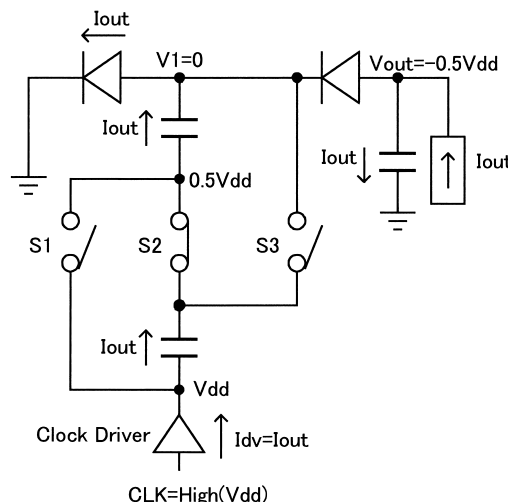 Iout
V1=0
Vout=-0.5Vdd
Iout
Iout
Iout
0.5Vdd
S1
S2
S3
Iout
Vdd
Clock Driver
Idv=Iout
CLK=High(Vdd)